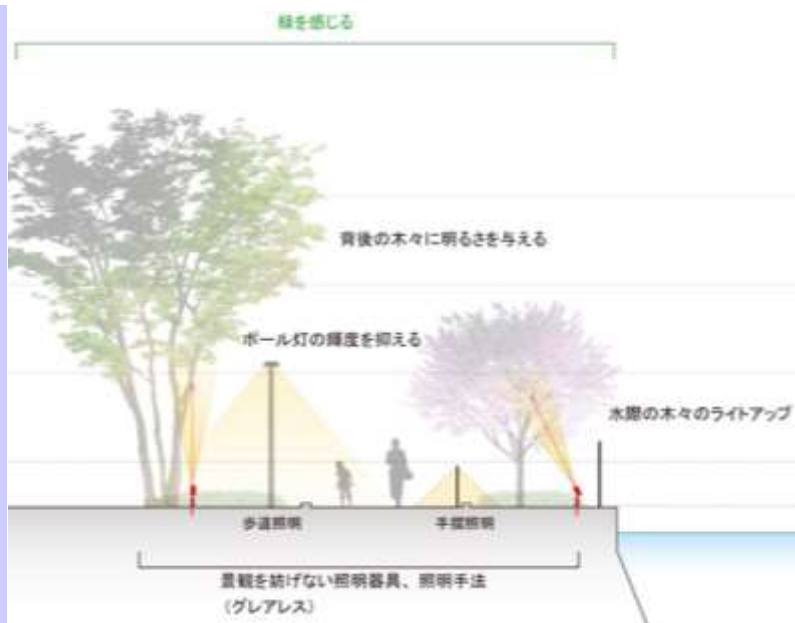 緑を感じる
背後の木々に明るさを与える
ポール灯の輝度を抑える
水際の木々のライトアップ
歩道照明
手摺照明
景観を妨げない照明器具、照明手法
(グレアレス)